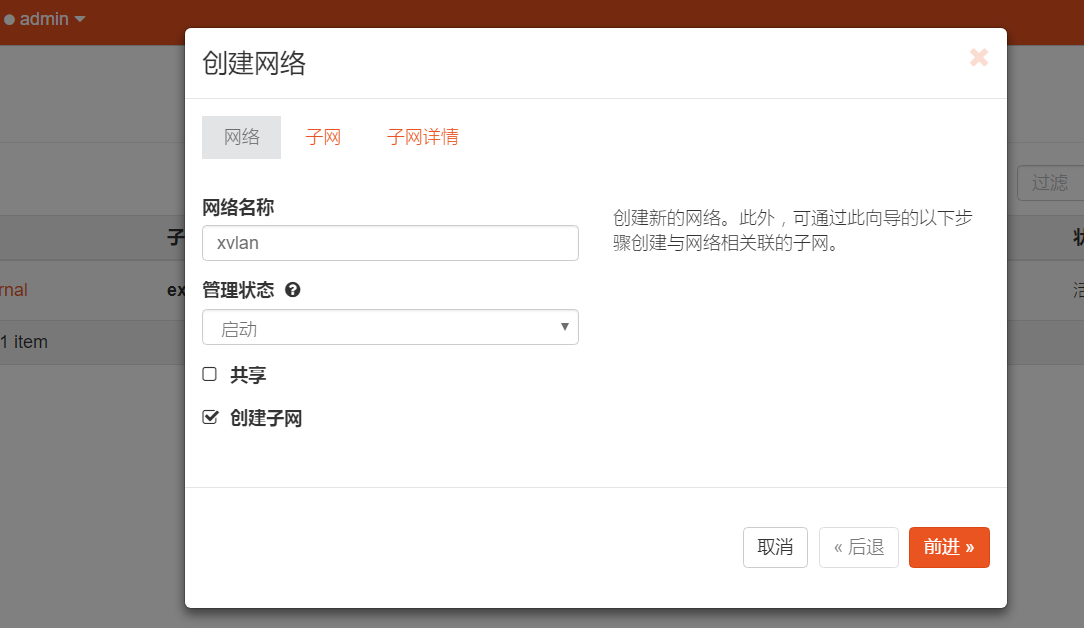 admin
创建网络
网络 子网 子网详情
过滤
网络名称
创建新的网络。此外，可通过此向导的以下步
骤创建与网络相关联的子网。
xvlan
子
管理状态
rnal
ex
启动
1 item
共享
创建子网
取消 « 后退 前进 »